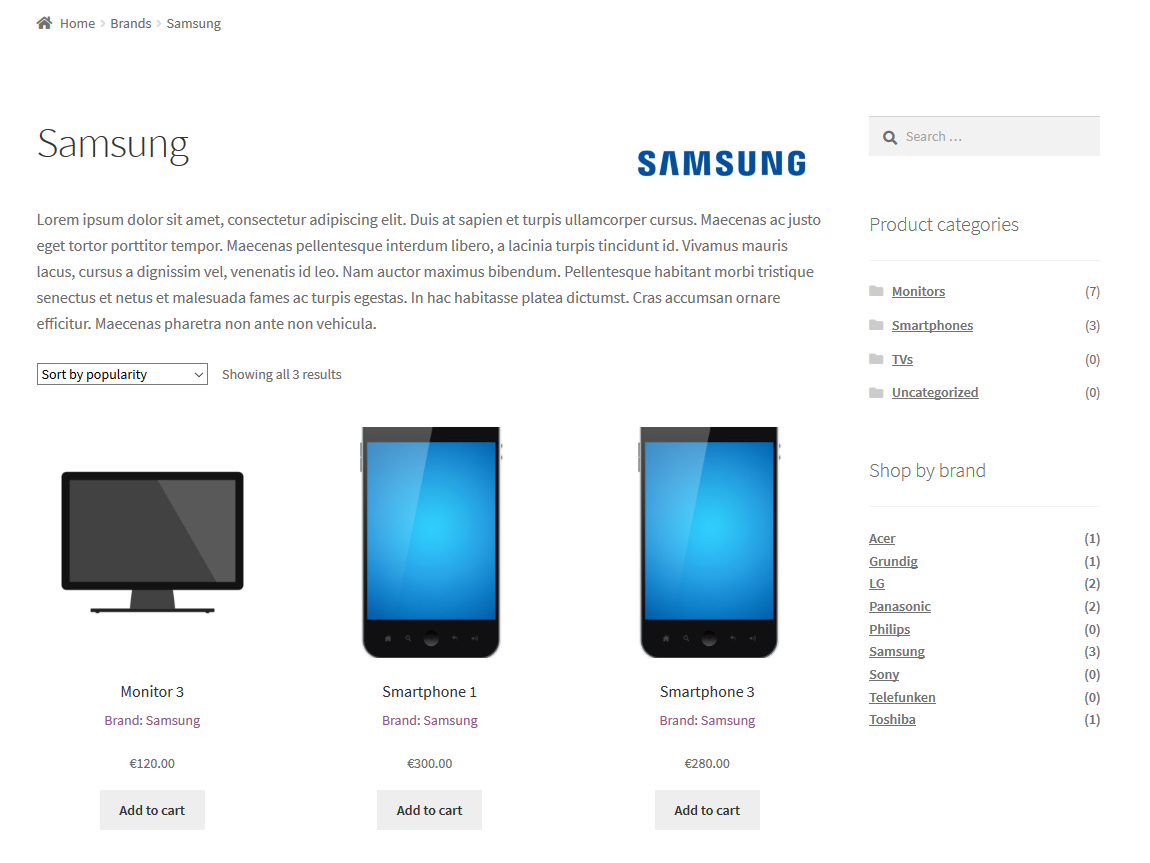 Home > Brands > Samsung
Samsung
SAMSUNG
Lorem ipsum dolor sit amet, consectetur adipiscing elit. Duis at sapien et turpis ullamcorper cursus. Maecenas ac justo
eget tortor porttitor tempor. Maecenas pellentesque interdum libero, a lacinia turpis tincidunt id. Vivamus mauris
lacus, cursus a dignissim vel, venenatis id leo. Nam auctor maximus bibendum. Pellentesque habitant morbi tristique
senectus et netus et malesuada fames ac turpis egestas. In hac habitasse platea dictumst. Cras accumsan ornare
efficitur. Maecenas pharetra non ante non vehicula.
Sort by popularity
Showing all 3 results
Monitor 3
Brand: Samsung
€120.00
Add to cart
Smartphone 1
Brand: Samsung
€300.00
Add to cart
Smartphone 3
Brand: Samsung
€280.00
Add to cart
Search …
Product categories
Monitors (7)
Smartphones (3)
TVs (0)
Uncategorized (0)
Shop by brand
Acer (1)
Grundig (1)
LG (2)
Panasonic (2)
Philips (0)
Samsung (3)
Sony (0)
Telefunken (0)
Toshiba (1)